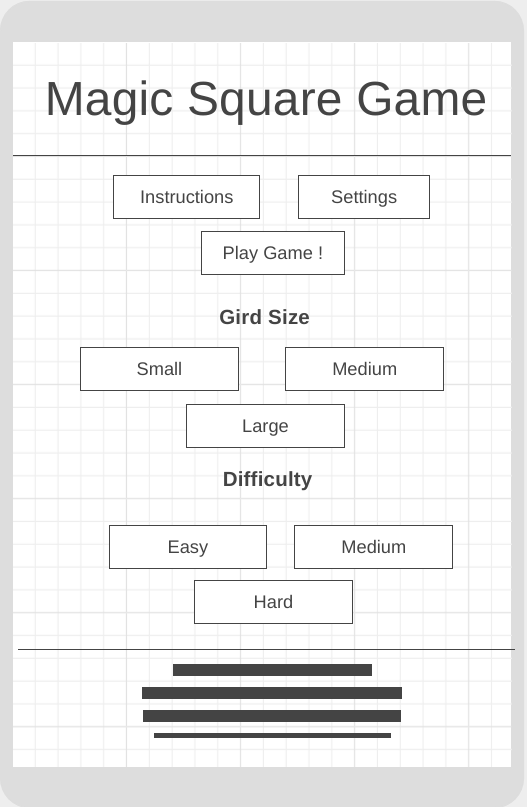 Magic Square Game
Instructions Settings
Play Game !
Gird Size
Small Medium
Large
Difficulty
Easy Medium
Hard